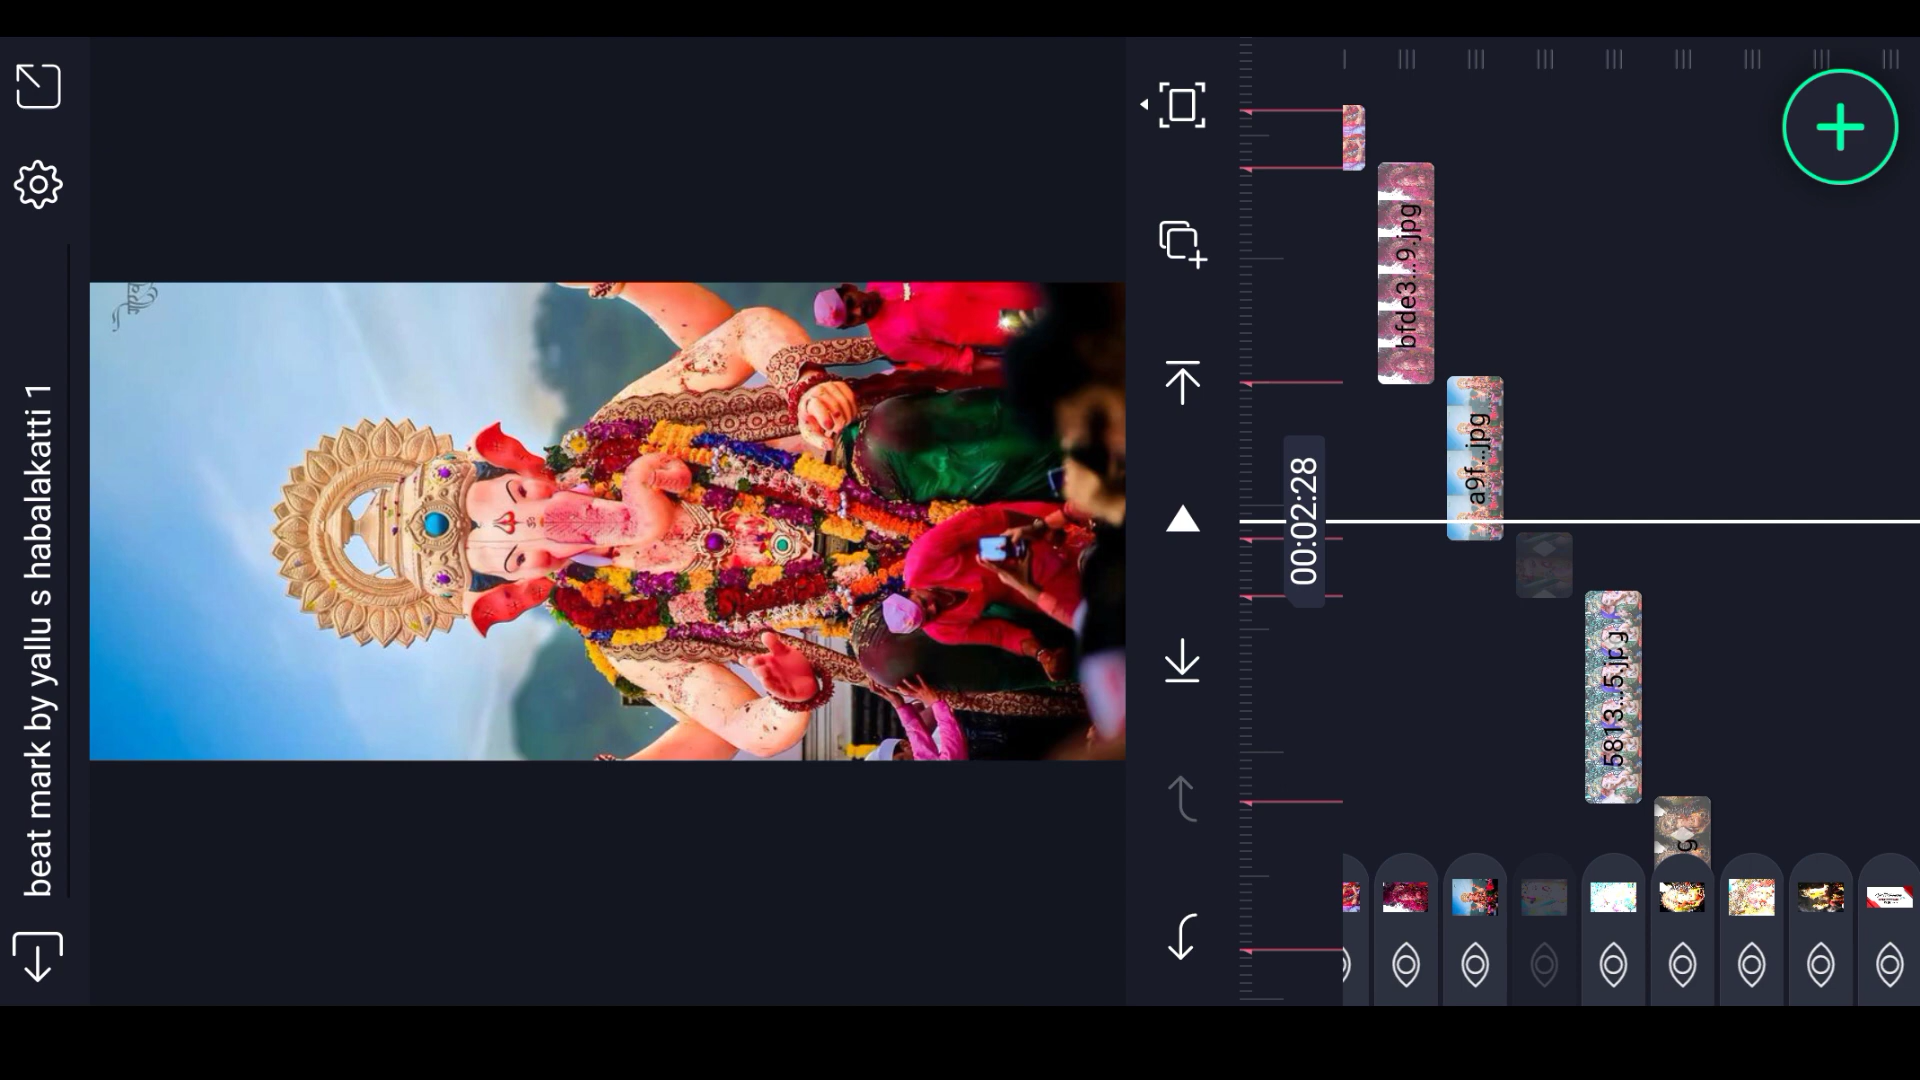 beat mark by yallu s habalakatti 1
00:02:28
bfde3...9.jpg
a9f...jpg
5813...5.jpg
g